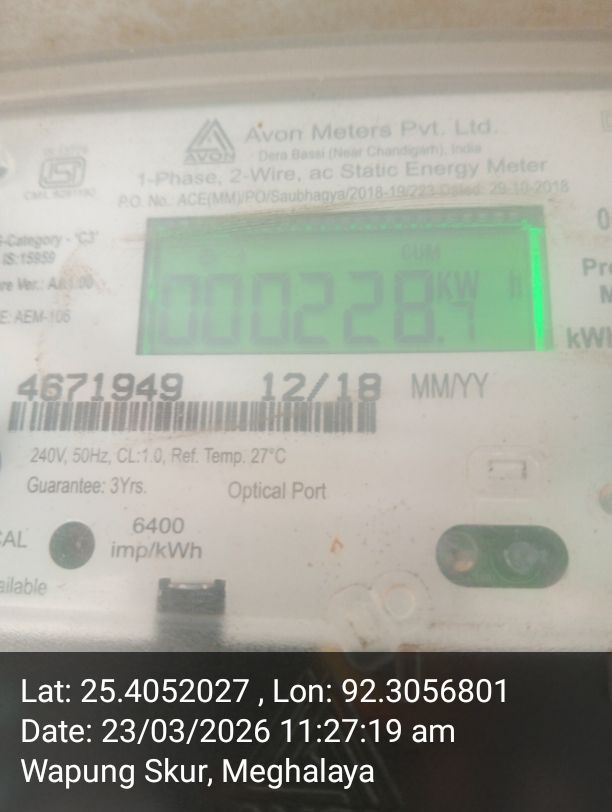 Avon Meters Pvt. Ltd.
AVON
Dera Bassi (Near Chandigarh), India
1-Phase, 2-Wire, ac Static Energy Meter
P.O. No.: ACE(MM)/PO/Saubhagya/2018-19/223 Dated: 29-10-2018
-Category - 'C3'
IS:15959
CUM
000228.7 KW H
E: AEM-106
kWh
4671949 12/18 MM/YY
240V, 50Hz, CL:1.0, Ref. Temp. 27°C
Guarantee: 3Yrs.
Optical Port
CAL
6400
imp/kWh
ailable
Lat: 25.4052027 , Lon: 92.3056801
Date: 23/03/2026 11:27:19 am
Wapung Skur, Meghalaya